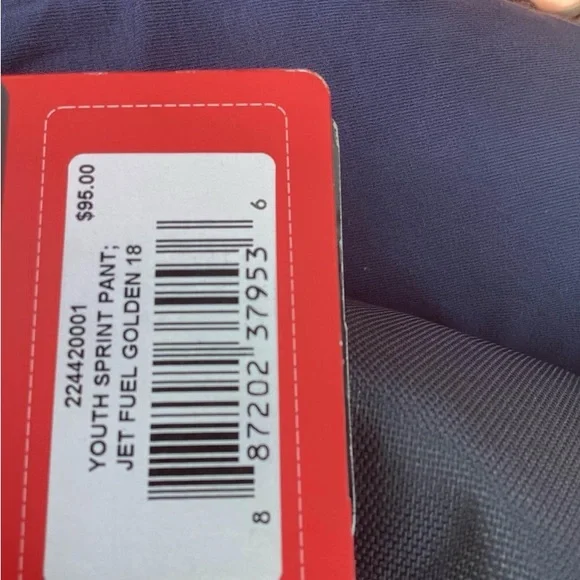 $95.00
224420001
YOUTH SPRINT PANT;
JET FUEL GOLDEN 18
8 87202 37953 6